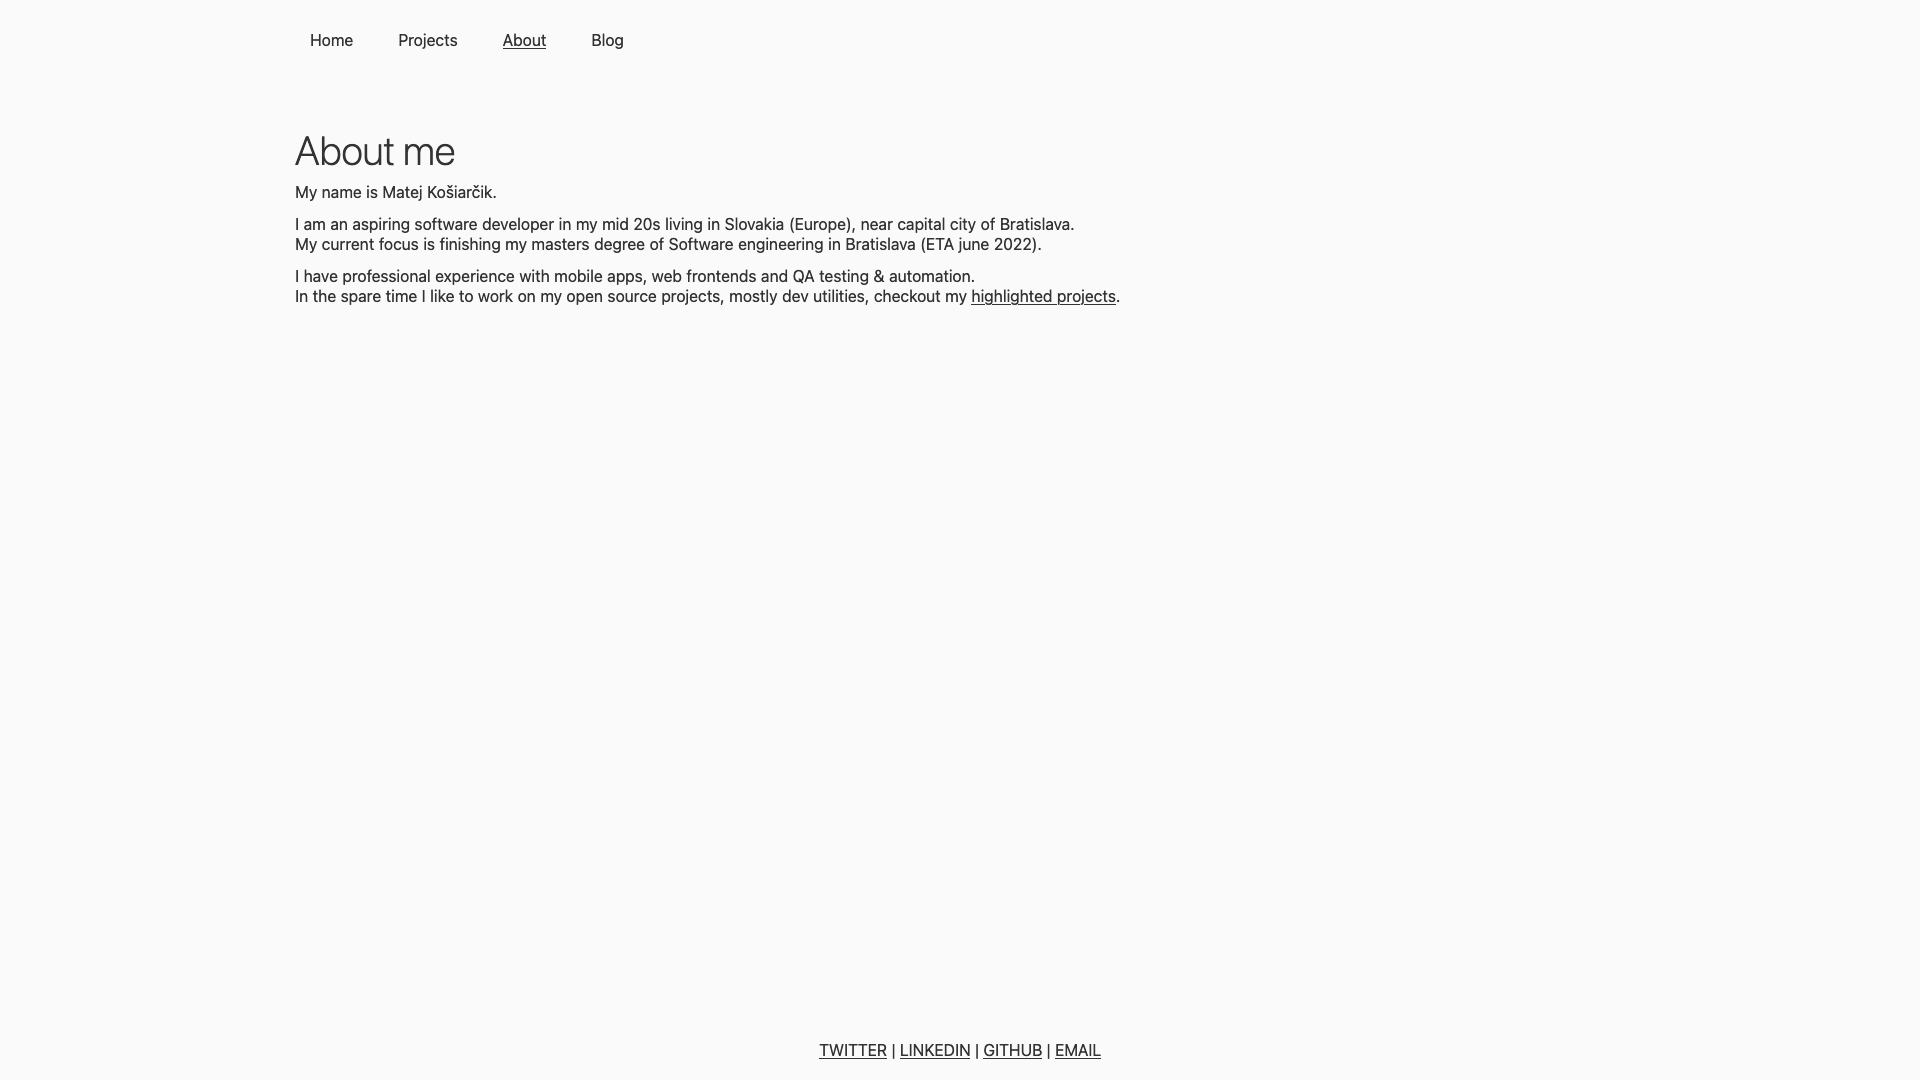 Home Projects About Blog
About me
My name is Matej Košiarčik.
I am an aspiring software developer in my mid 20s living in Slovakia (Europe), near capital city of Bratislava.
My current focus is finishing my masters degree of Software engineering in Bratislava (ETA june 2022).
I have professional experience with mobile apps, web frontends and QA testing & automation.
In the spare time I like to work on my open source projects, mostly dev utilities, checkout my highlighted projects.
TWITTER | LINKEDIN | GITHUB | EMAIL